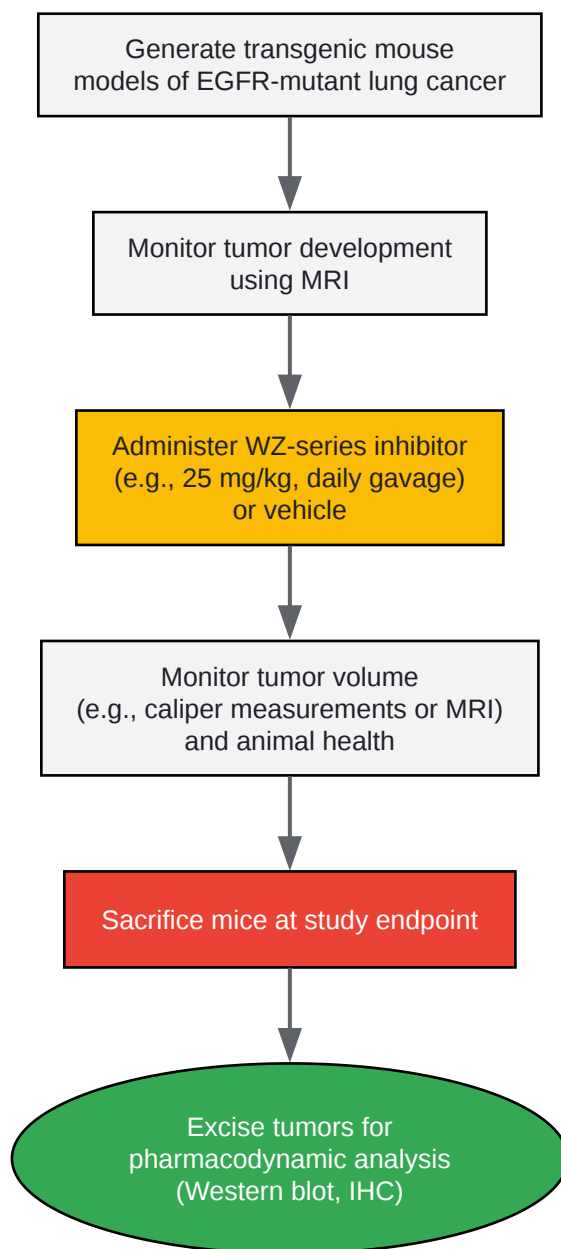 Generate transgenic mouse
models of EGFR-mutant lung cancer
Monitor tumor development
using MRI
Administer WZ-series inhibitor
(e.g., 25 mg/kg, daily gavage)
or vehicle
Monitor tumor volume
(e.g., caliper measurements or MRI)
and animal health
Sacrifice mice at study endpoint
Excise tumors for
pharmacodynamic analysis
(Western blot, IHC)